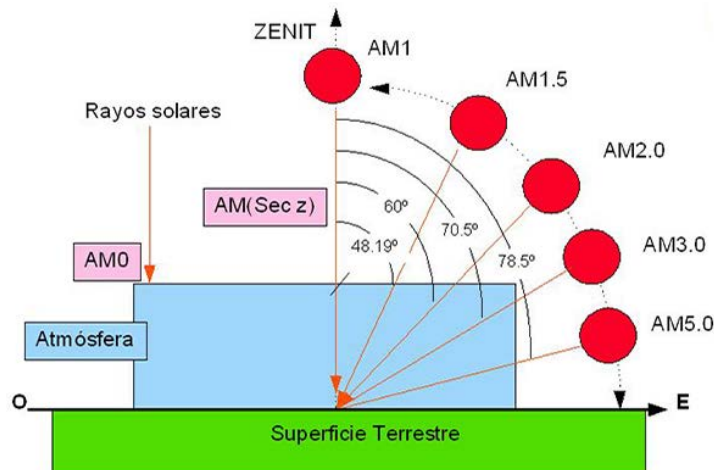 ZENIT
AM1
AM1.5
Rayos solares
AM2.0
AM(Sec z)
60º
48.19º
70.5º
78.5º
AM3.0
AM0
AM5.0
Atmósfera
O
E
Superficie Terrestre